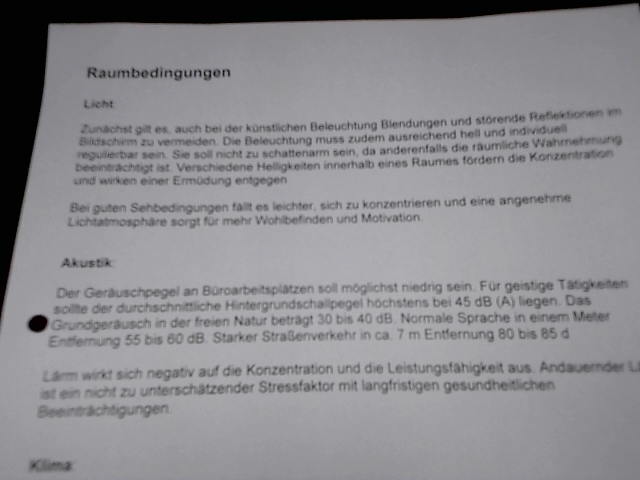 Raumbedingungen
Licht:
Zunächst gilt es, auch bei der künstlichen Beleuchtung Blendungen und störende Reflektionen im
Bildschirm zu vermeiden. Die Beleuchtung muss zudem ausreichend hell und individuell
regulierbar sein. Sie soll nicht zu schattenarm sein, da anderenfalls die räumliche Wahrnehmung
beeinträchtigt ist. Verschiedene Helligkeiten innerhalb eines Raumes fördern die Konzentration
und wirken einer Ermüdung entgegen
Bei guten Sehbedingungen fällt es leichter, sich zu konzentrieren und eine angenehme
Lichtatmosphäre sorgt für mehr Wohlbefinden und Motivation.
Akustik:
Der Geräuschpegel an Büroarbeitsplätzen soll möglichst niedrig sein. Für geistige Tätigkeiten
sollte der durchschnittliche Hintergrundschallpegel höchstens bei 45 dB (A) liegen. Das
Grundgeräusch in der freien Natur beträgt 30 bis 40 dB. Normale Sprache in einem Meter
Entfernung 55 bis 60 dB. Starker Straßenverkehr in ca. 7 m Entfernung 80 bis 85 d
Lärm wirkt sich negativ auf die Konzentration und die Leistungsfähigkeit aus. Andauernder
ist ein nicht zu unterschätzender Stressfaktor mit langfristigen gesundheitlichen
Beeinträchtigungen.
Klima: